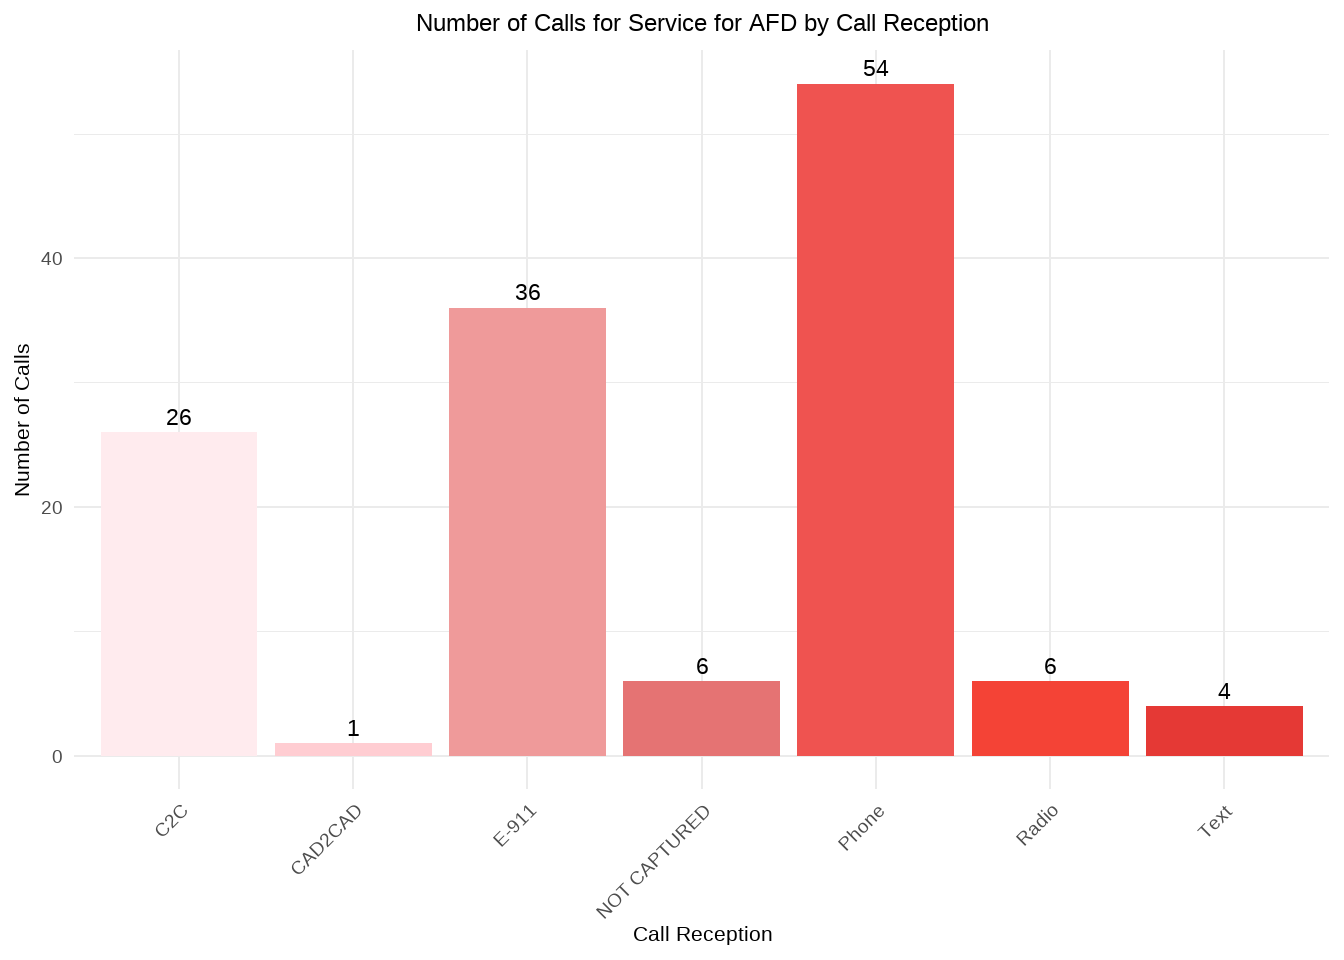 Number of Calls for Service for AFD by Call Reception
54
40
36
26
20
6
6
4
1
0
Number of Calls
C2C
CAD2CAD
E-911
NOT CAPTURED
Phone
Radio
Text
Call Reception